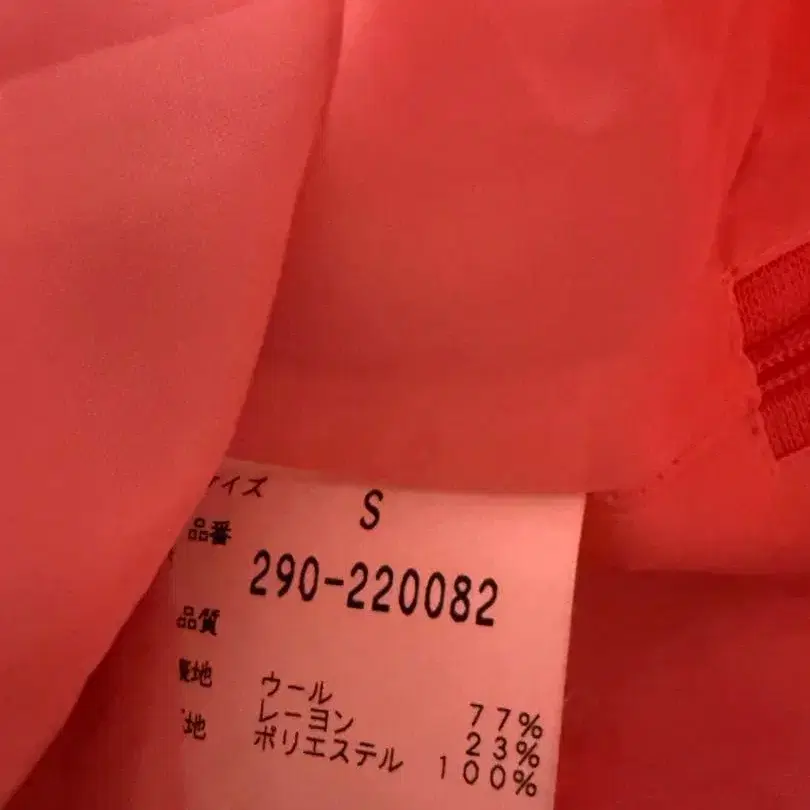 イズ S
品番
290-220082
品質
地 ウール 77%
レーヨン 23%
地 ポリエステル 100%